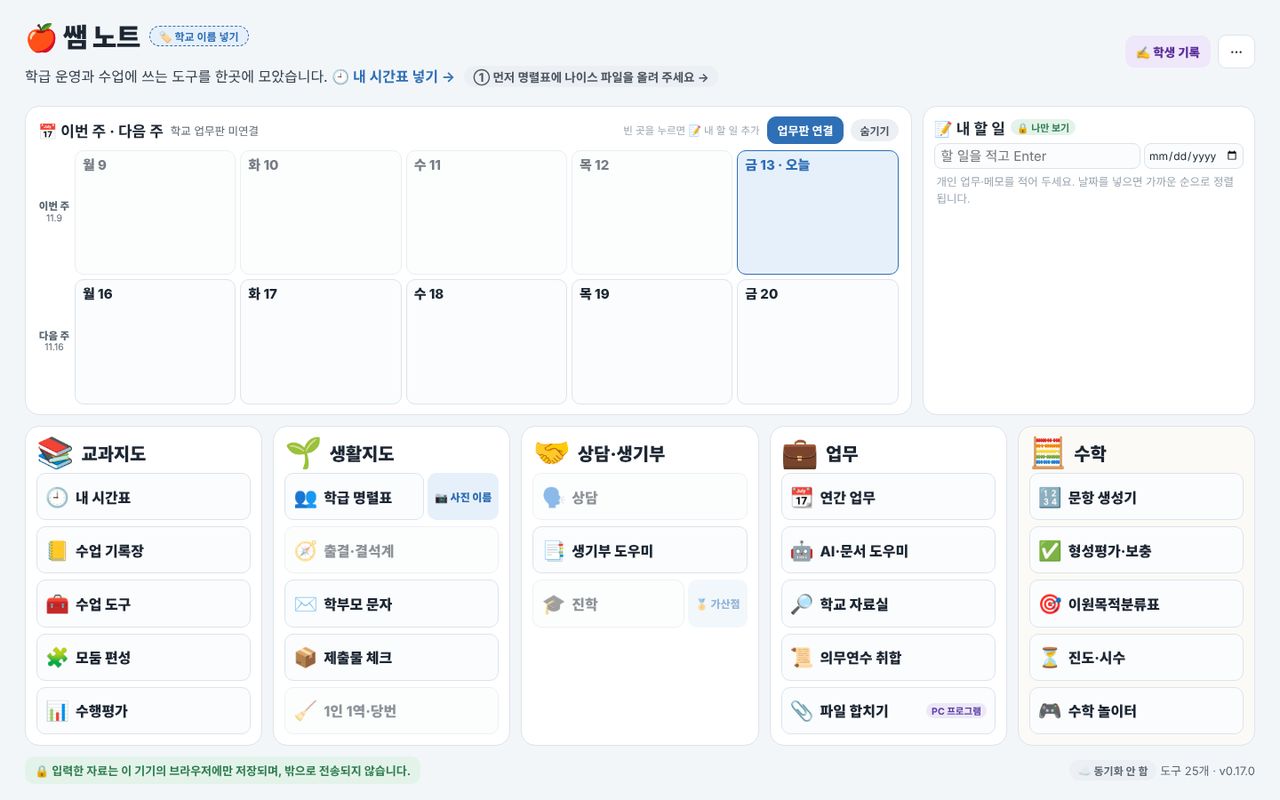 쌤 노트 🏷️ 학교 이름 넣기
학급 운영과 수업에 쓰는 도구를 한곳에 모았습니다. 🕘 내 시간표 넣기 → ① 먼저 명렬표에 나이스 파일을 올려 주세요 →
✍️ 학생 기록 ⋯
📅 이번 주 · 다음 주 학교 업무판 미연결 빈 곳을 누르면 📝 내 할 일 추가 업무판 연결 숨기기
월 9 화 10 수 11 목 12 금 13 · 오늘
이번 주
11.9
월 16 화 17 수 18 목 19 금 20
다음 주
11.16
📝 내 할 일 🔒 나만 보기
할 일을 적고 Enter mm/dd/yyyy
개인 업무·메모를 적어 두세요. 날짜를 넣으면 가까운 순으로 정렬
됩니다.
교과지도
내 시간표
수업 기록장
수업 도구
모둠 편성
수행평가
생활지도
학급 명렬표 📷 사진 이름
출결·결석계
학부모 문자
제출물 체크
1인 1역·당번
상담·생기부
상담
생기부 도우미
진학 🏅 가산점
업무
연간 업무
AI·문서 도우미
학교 자료실
의무연수 취합
파일 합치기 PC 프로그램
수학
문항 생성기
형성평가·보충
이원목적분류표
진도·시수
수학 놀이터
🔒 입력한 자료는 이 기기의 브라우저에만 저장되며, 밖으로 전송되지 않습니다.
☁️ 동기화 안 함 도구 25개 · v0.17.0